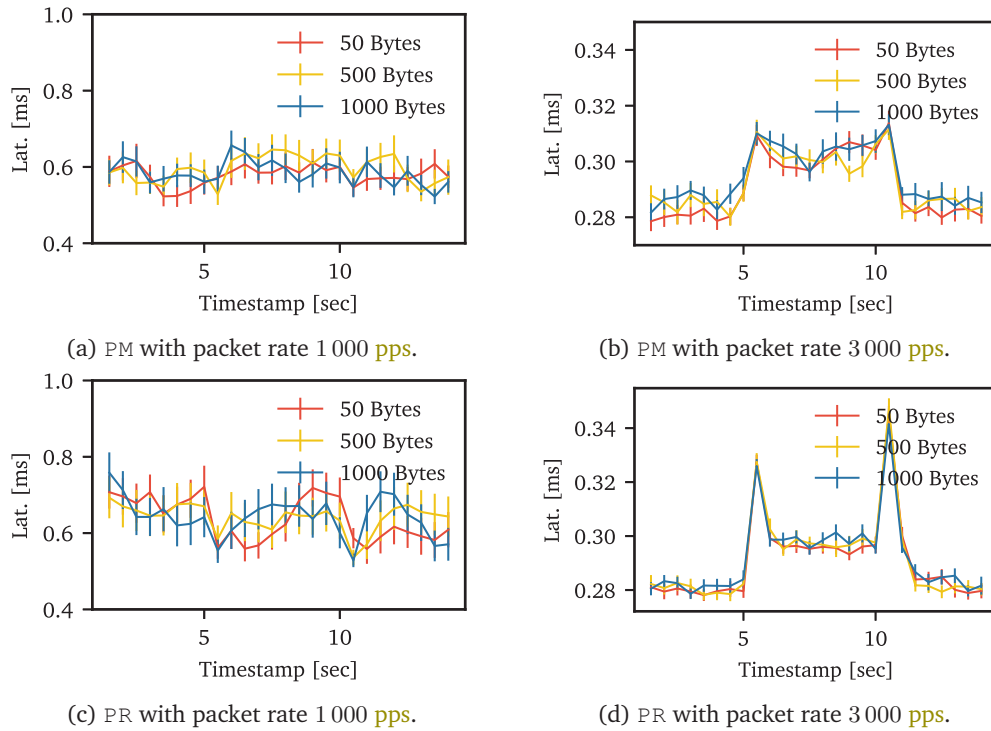 1.0
0.8
0.6
0.4
Lat. [ms]
50 Bytes
500 Bytes
1000 Bytes
5
10
Timestamp [sec]
(a) PM with packet rate 1 000 pps.
0.34
0.32
0.30
0.28
Lat. [ms]
50 Bytes
500 Bytes
1000 Bytes
5
10
Timestamp [sec]
(b) PM with packet rate 3 000 pps.
1.0
0.8
0.6
0.4
Lat. [ms]
50 Bytes
500 Bytes
1000 Bytes
5
10
Timestamp [sec]
(c) PR with packet rate 1 000 pps.
0.34
0.32
0.30
0.28
Lat. [ms]
50 Bytes
500 Bytes
1000 Bytes
5
10
Timestamp [sec]
(d) PR with packet rate 3 000 pps.